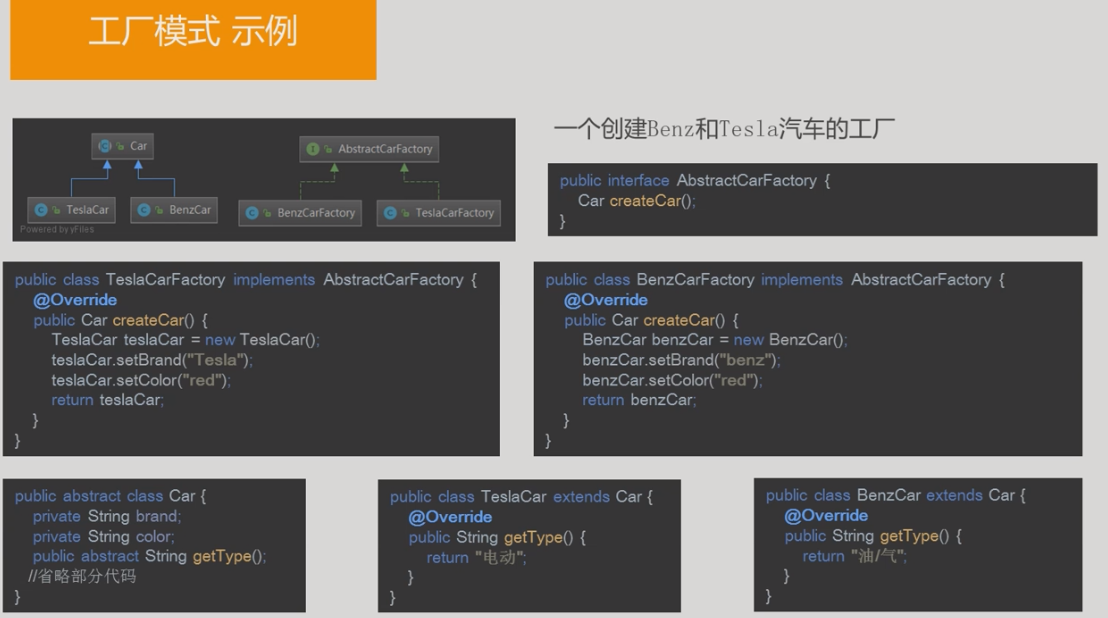 工厂模式 示例
Car
AbstractCarFactory
TeslaCar
BenzCar
BenzCarFactory
TeslaCarFactory
Powered by yFiles
一个创建Benz和Tesla汽车的工厂
public interface AbstractCarFactory {
Car createCar();
}
public class TeslaCarFactory implements AbstractCarFactory {
@Override
public Car createCar() {
TeslaCar teslaCar = new TeslaCar();
teslaCar.setBrand("Tesla");
teslaCar.setColor("red");
return teslaCar;
}
}
public class BenzCarFactory implements AbstractCarFactory {
@Override
public Car createCar() {
BenzCar benzCar = new BenzCar();
benzCar.setBrand("benz");
benzCar.setColor("red");
return benzCar;
}
}
public abstract class Car {
private String brand;
private String color;
public abstract String getType();
//省略部分代码
}
public class TeslaCar extends Car {
@Override
public String getType() {
return "电动";
}
}
public class BenzCar extends Car {
@Override
public String getType() {
return "油/气";
}
}